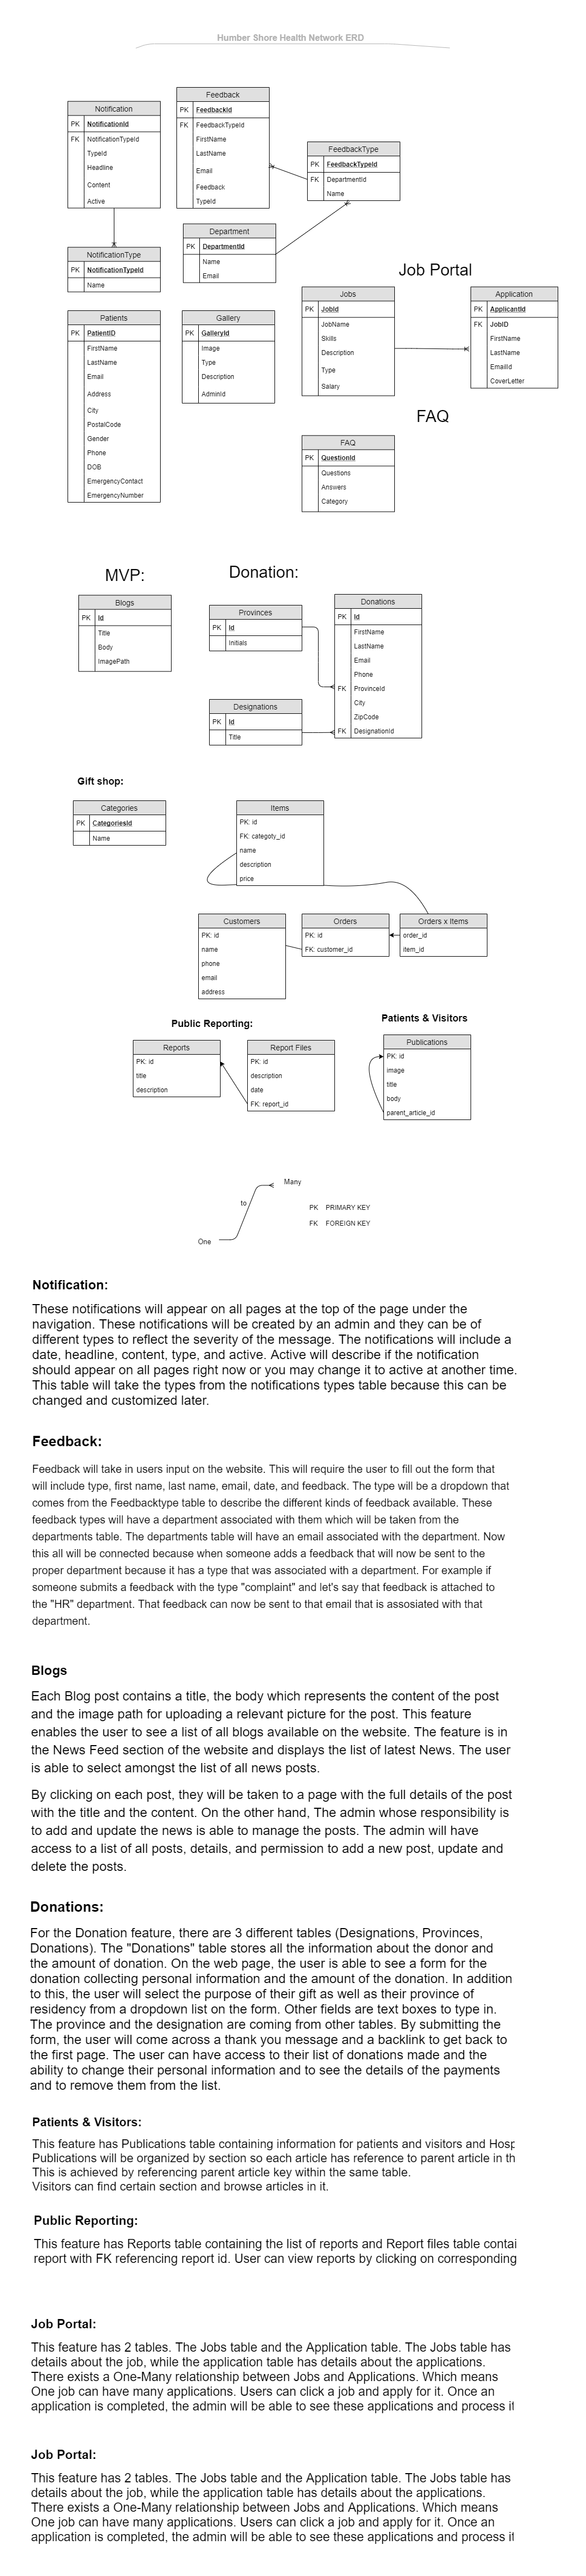 Humber Shore Health Network ERD
Notification
PK NotificationId
FK NotificationTypeId
TypeId
Headline
Content
Active
Feedback
PK FeedbackId
FK FeedbackTypeId
FirstName
LastName
Email
Feedback
TypeId
FeedbackType
PK FeedbackTypeId
FK DepartmentId
Name
Department
PK DepartmentId
Name
Email
NotificationType
PK NotificationTypeId
Name
Job Portal
Patients
PK PatientID
FirstName
LastName
Email
Address
City
PostalCode
Gender
Phone
DOB
EmergencyContact
EmergencyNumber
Gallery
PK GalleryId
Image
Type
Description
AdminId
Jobs
PK JobId
JobName
Skills
Description
Type
Salary
Application
PK ApplicantId
FK JobID
FirstName
LastName
EmailId
CoverLetter
FAQ
FAQ
PK QuestionId
Questions
Answers
Category
MVP:
Donation:
Blogs
PK Id
Title
Body
ImagePath
Provinces
PK Id
Initials
Donations
PK Id
FirstName
LastName
Email
Phone
FK ProvinceId
City
ZipCode
FK DesignationId
Designations
PK Id
Title
Gift shop:
Categories
PK CategoriesId
Name
Items
PK: id
FK: categoty_id
name
description
price
Customers
PK: id
name
phone
email
address
Orders
PK: id
FK: customer_id
Orders x Items
order_id
item_id
Public Reporting:
Patients & Visitors
Reports
PK: id
title
description
Report Files
PK: id
description
date
FK: report_id
Publications
PK: id
image
title
body
parent_article_id
Many
to
One
PK PRIMARY KEY
FK FOREIGN KEY
Notification:
These notifications will appear on all pages at the top of the page under the
navigation. These notifications will be created by an admin and they can be of
different types to reflect the severity of the message. The notifications will include a
date, headline, content, type, and active. Active will describe if the notification
should appear on all pages right now or you may change it to active at another time.
This table will take the types from the notifications types table because this can be
changed and customized later.
Feedback:
Feedback will take in users input on the website. This will require the user to fill out the form that
will include type, first name, last name, email, date, and feedback. The type will be a dropdown that
comes from the Feedbacktype table to describe the different kinds of feedback available. These
feedback types will have a department associated with them which will be taken from the
departments table. The departments table will have an email associated with the department. Now
this all will be connected because when someone adds a feedback that will now be sent to the
proper department because it has a type that was associated with a department. For example if
someone submits a feedback with the type "complaint" and let's say that feedback is attached to
the "HR" department. That feedback can now be sent to that email that is assosiated with that
department.
Blogs
Each Blog post contains a title, the body which represents the content of the post
and the image path for uploading a relevant picture for the post. This feature
enables the user to see a list of all blogs available on the website. The feature is in
the News Feed section of the website and displays the list of latest News. The user
is able to select amongst the list of all news posts.
By clicking on each post, they will be taken to a page with the full details of the post
with the title and the content. On the other hand, The admin whose responsibility is
to add and update the news is able to manage the posts. The admin will have
access to a list of all posts, details, and permission to add a new post, update and
delete the posts.
Donations:
For the Donation feature, there are 3 different tables (Designations, Provinces,
Donations). The "Donations" table stores all the information about the donor and
the amount of donation. On the web page, the user is able to see a form for the
donation collecting personal information and the amount of the donation. In addition
to this, the user will select the purpose of their gift as well as their province of
residency from a dropdown list on the form. Other fields are text boxes to type in.
The province and the designation are coming from other tables. By submitting the
form, the user will come across a thank you message and a backlink to get back to
the first page. The user can have access to their list of donations made and the
ability to change their personal information and to see the details of the payments
and to remove them from the list.
Patients & Visitors:
This feature has Publications table containing information for patients and visitors and Hosp
Publications will be organized by section so each article has reference to parent article in th
This is achieved by referencing parent article key within the same table.
Visitors can find certain section and browse articles in it.
Public Reporting:
This feature has Reports table containing the list of reports and Report files table contai
report with FK referencing report id. User can view reports by clicking on corresponding
Job Portal:
This feature has 2 tables. The Jobs table and the Application table. The Jobs table has
details about the job, while the application table has details about the applications.
There exists a One-Many relationship between Jobs and Applications. Which means
One job can have many applications. Users can click a job and apply for it. Once an
application is completed, the admin will be able to see these applications and process it
Job Portal:
This feature has 2 tables. The Jobs table and the Application table. The Jobs table has
details about the job, while the application table has details about the applications.
There exists a One-Many relationship between Jobs and Applications. Which means
One job can have many applications. Users can click a job and apply for it. Once an
application is completed, the admin will be able to see these applications and process it